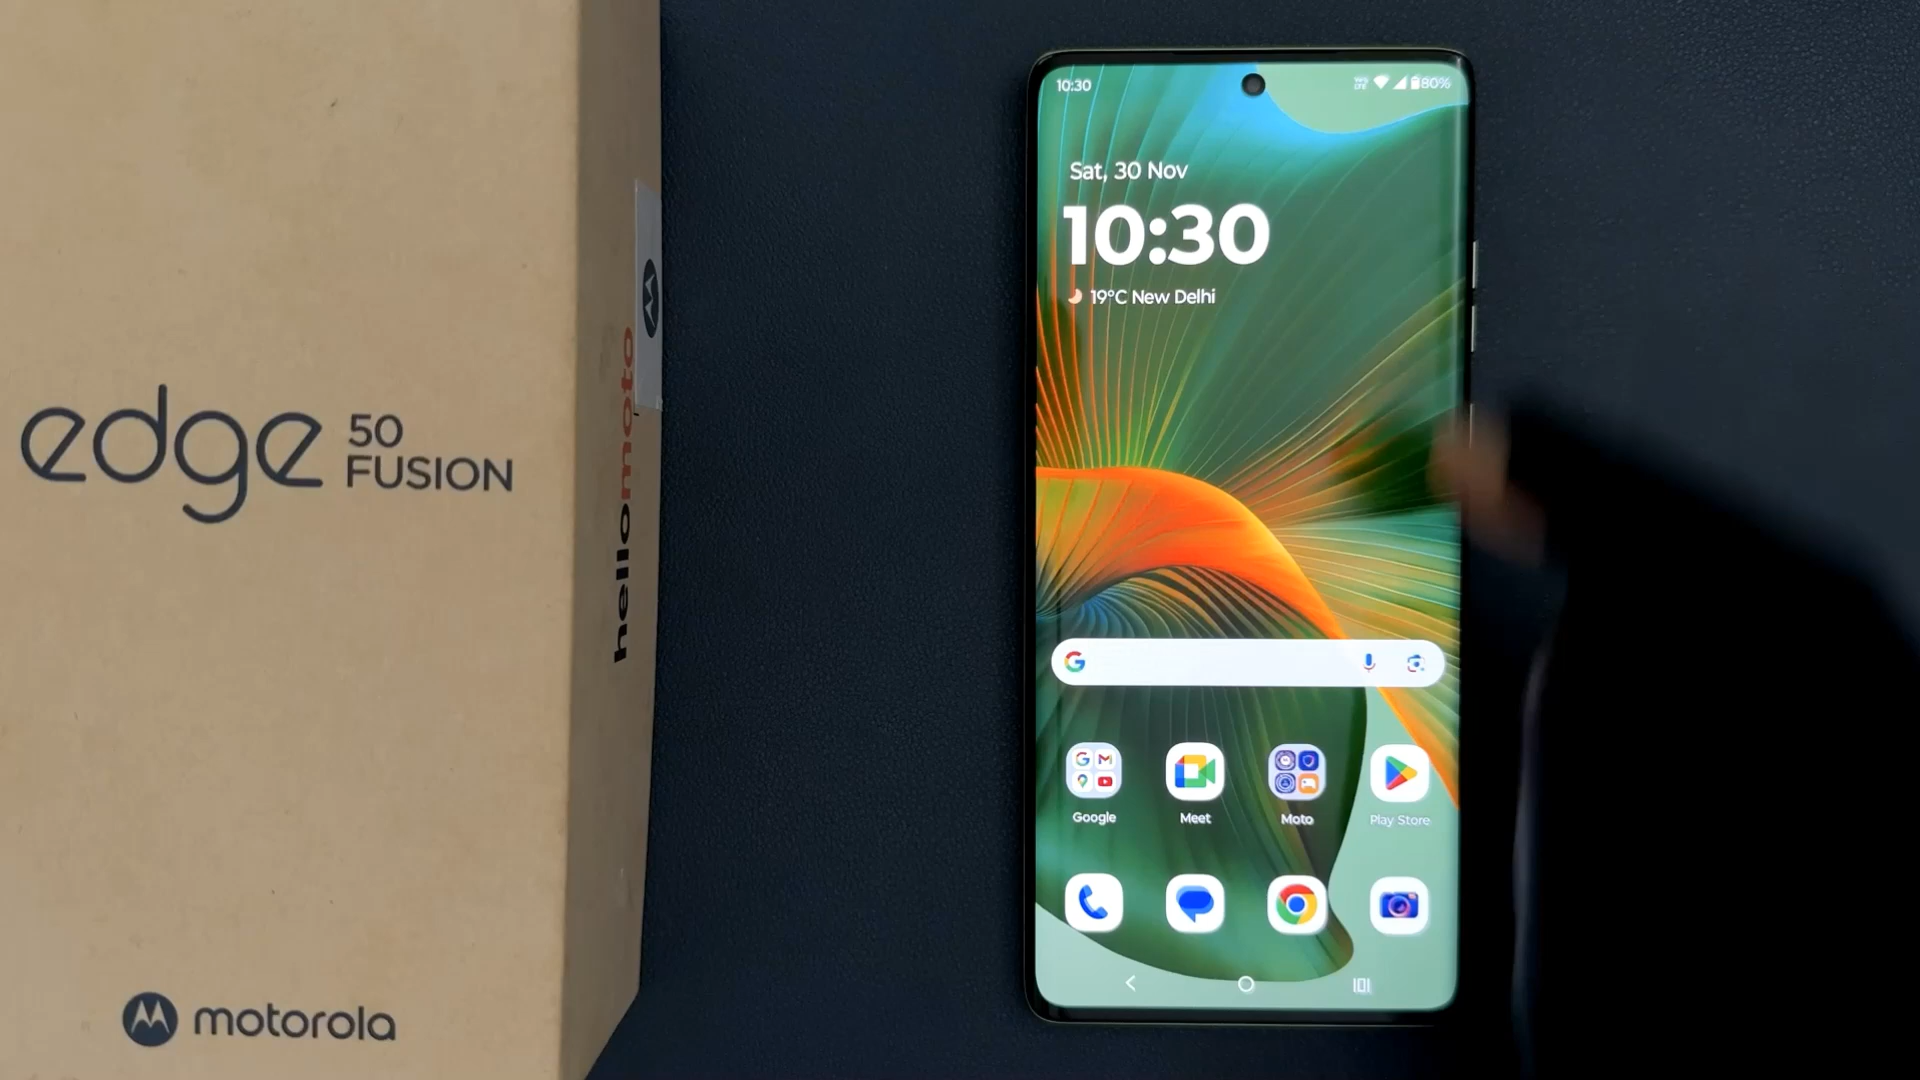 edge 50 FUSION
hellomoto
motorola
10:30 80%
Sat, 30 Nov
10:30
19°C New Delhi
Google Meet Moto Play Store